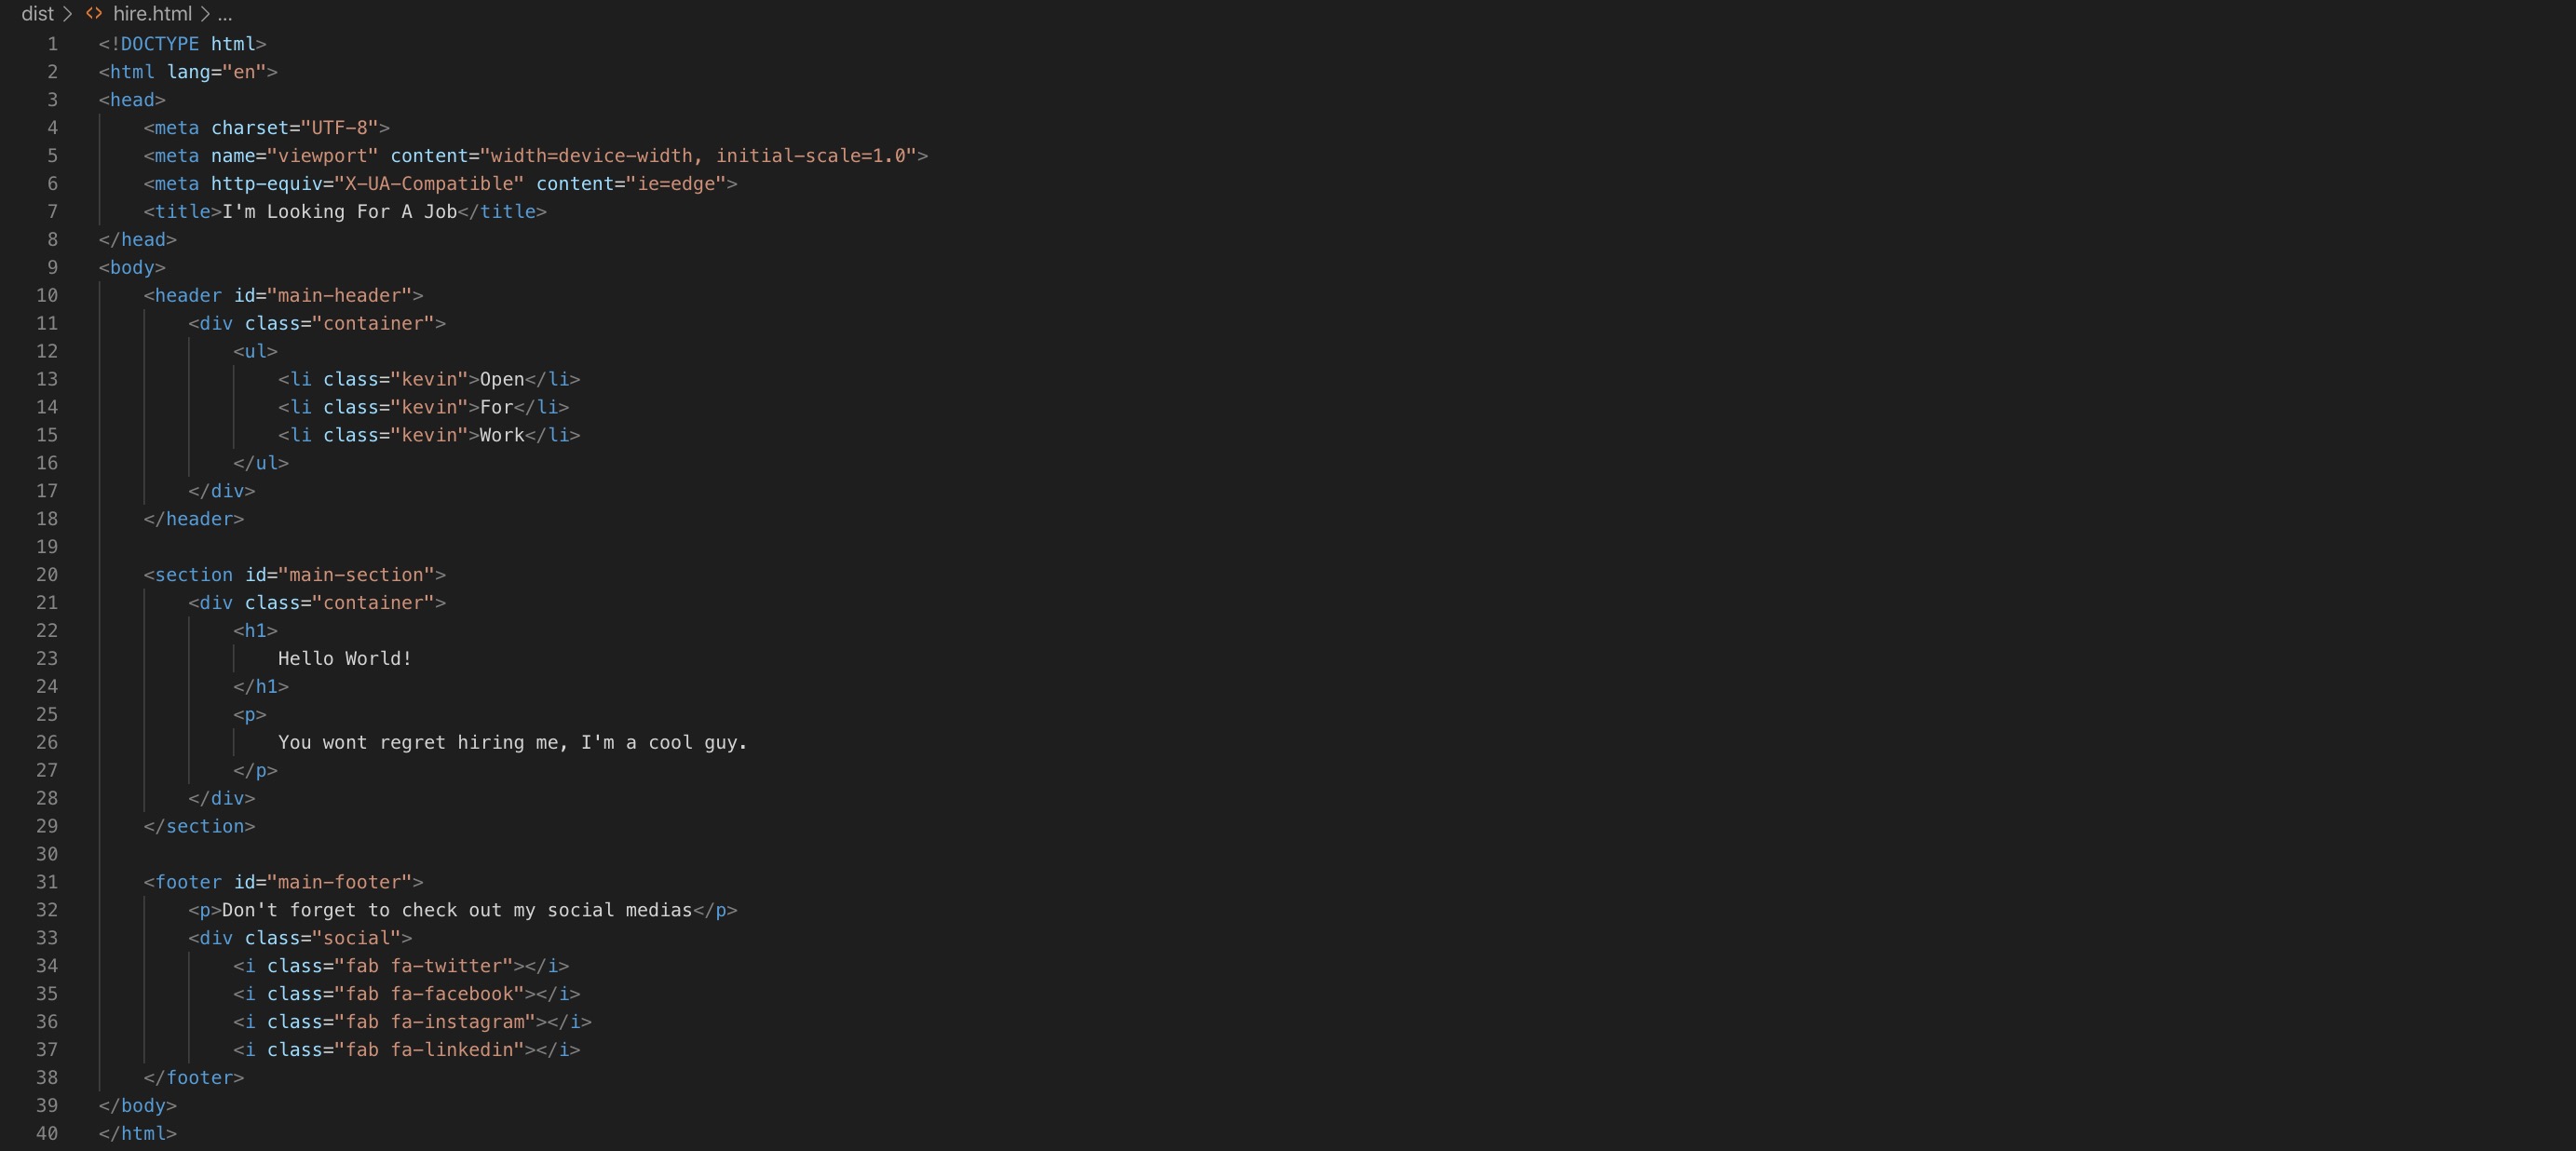 dist > <> hire.html > ...
1 <!DOCTYPE html>
2 <html lang="en">
3 <head>
4     <meta charset="UTF-8">
5     <meta name="viewport" content="width=device-width, initial-scale=1.0">
6     <meta http-equiv="X-UA-Compatible" content="ie=edge">
7     <title>I'm Looking For A Job</title>
8 </head>
9 <body>
10     <header id="main-header">
11         <div class="container">
12             <ul>
13                 <li class="kevin">Open</li>
14                 <li class="kevin">For</li>
15                 <li class="kevin">Work</li>
16             </ul>
17         </div>
18     </header>
19
20     <section id="main-section">
21         <div class="container">
22             <h1>
23                 Hello World!
24             </h1>
25             <p>
26                 You wont regret hiring me, I'm a cool guy.
27             </p>
28         </div>
29     </section>
30
31     <footer id="main-footer">
32         <p>Don't forget to check out my social medias</p>
33         <div class="social">
34             <i class="fab fa-twitter"></i>
35             <i class="fab fa-facebook"></i>
36             <i class="fab fa-instagram"></i>
37             <i class="fab fa-linkedin"></i>
38     </footer>
39 </body>
40 </html>